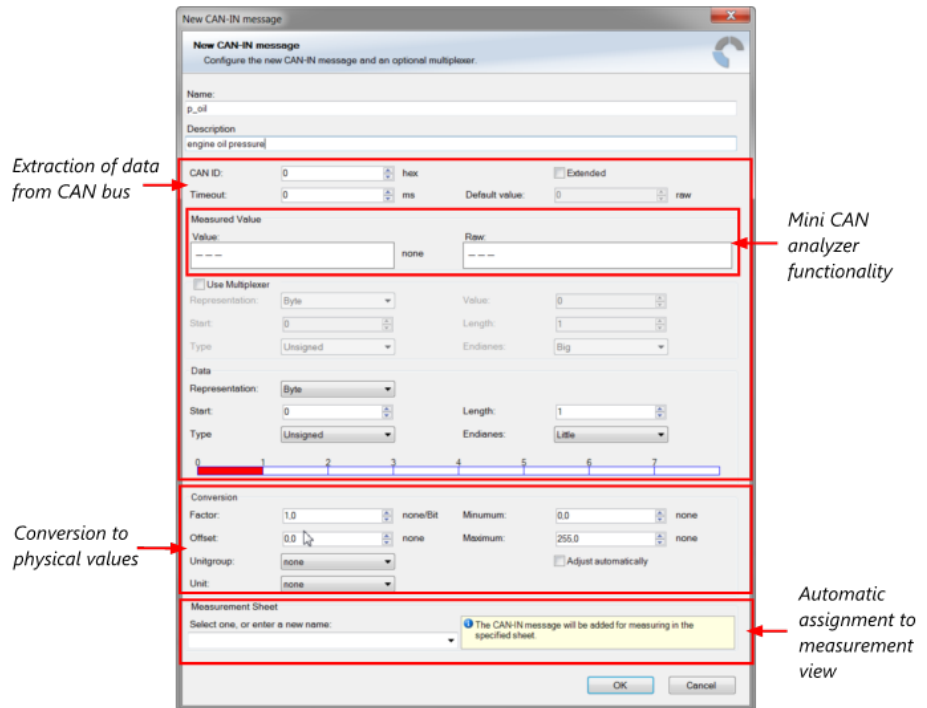 New CAN-IN message
New CAN-IN message
Configure the new CAN-IN message and an optional multiplexer.
Name:
p_oil
Description
engine oil pressure
Extraction of data
from CAN bus
CAN ID: 0 hex Extended
Timeout: 0 ms Default value: 0 raw
Measured Value
Value: Raw:
--- none ---
Mini CAN
analyzer
functionality
Use Multiplexer
Representation: Byte Value: 0
Start: 0 Length: 1
Type Unsigned Endianes: Big
Data
Representation: Byte
Start: 0 Length: 1
Type Unsigned Endianes: Little
0 1 2 3 4 5 6 7
Conversion to
physical values
Conversion
Factor: 1,0 none/Bit Minumum: 0,0 none
Offset: 0,0 none Maximum: 255,0 none
Unitgroup: none Adjust automatically
Unit: none
Automatic
assignment to
measurement
view
Measurement Sheet
Select one, or enter a new name:
The CAN-IN message will be added for measuring in the
specified sheet.
OK Cancel